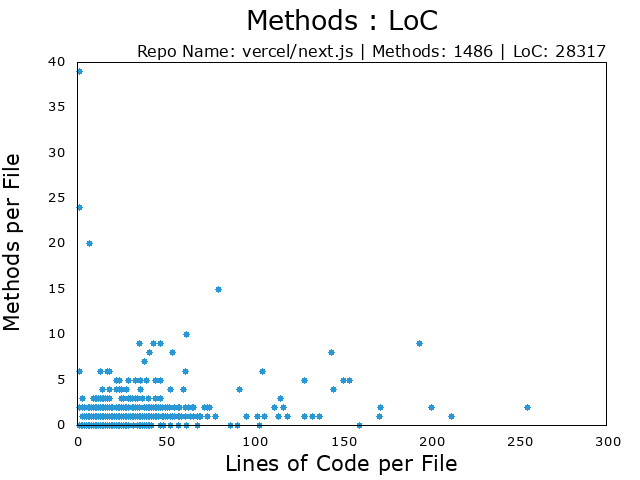 Methods : LoC
Repo Name: vercel/next.js | Methods: 1486 | LoC: 28317
40
35
30
25
20
15
10
5
0
Methods per File
0 50 100 150 200 250 300
Lines of Code per File